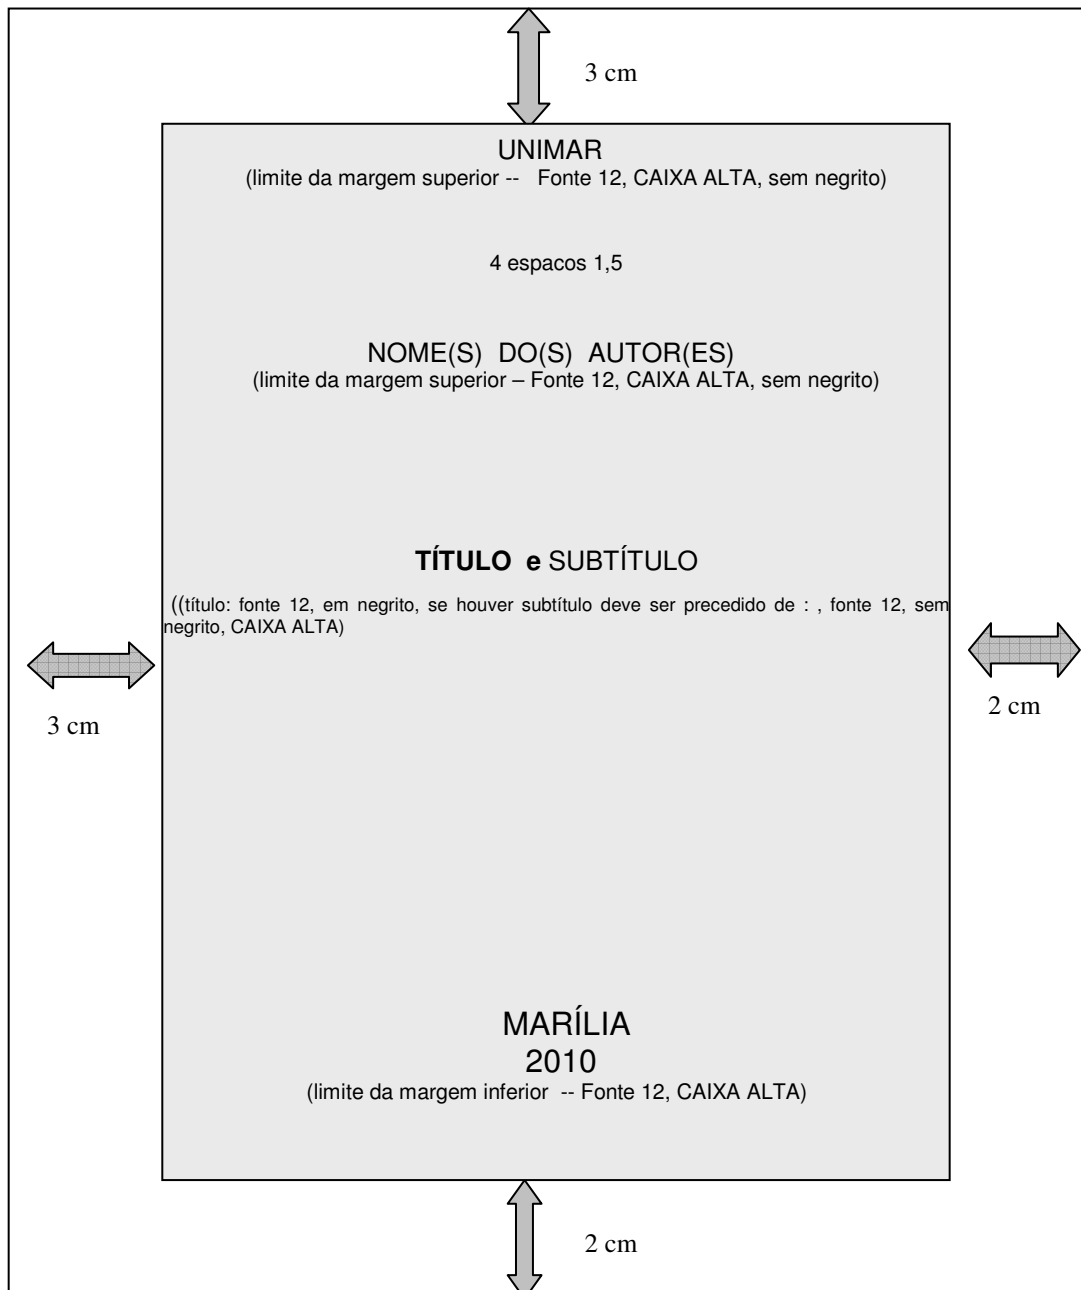 3 cm
UNIMAR
(limite da margem superior -- Fonte 12, CAIXA ALTA, sem negrito)
4 espacos 1,5
NOME(S) DO(S) AUTOR(ES)
(limite da margem superior – Fonte 12, CAIXA ALTA, sem negrito)
TÍTULO e SUBTÍTULO
((título: fonte 12, em negrito, se houver subtítulo deve ser precedido de : , fonte 12, sem
negrito, CAIXA ALTA)
3 cm
2 cm
MARÍLIA
2010
(limite da margem inferior -- Fonte 12, CAIXA ALTA)
2 cm